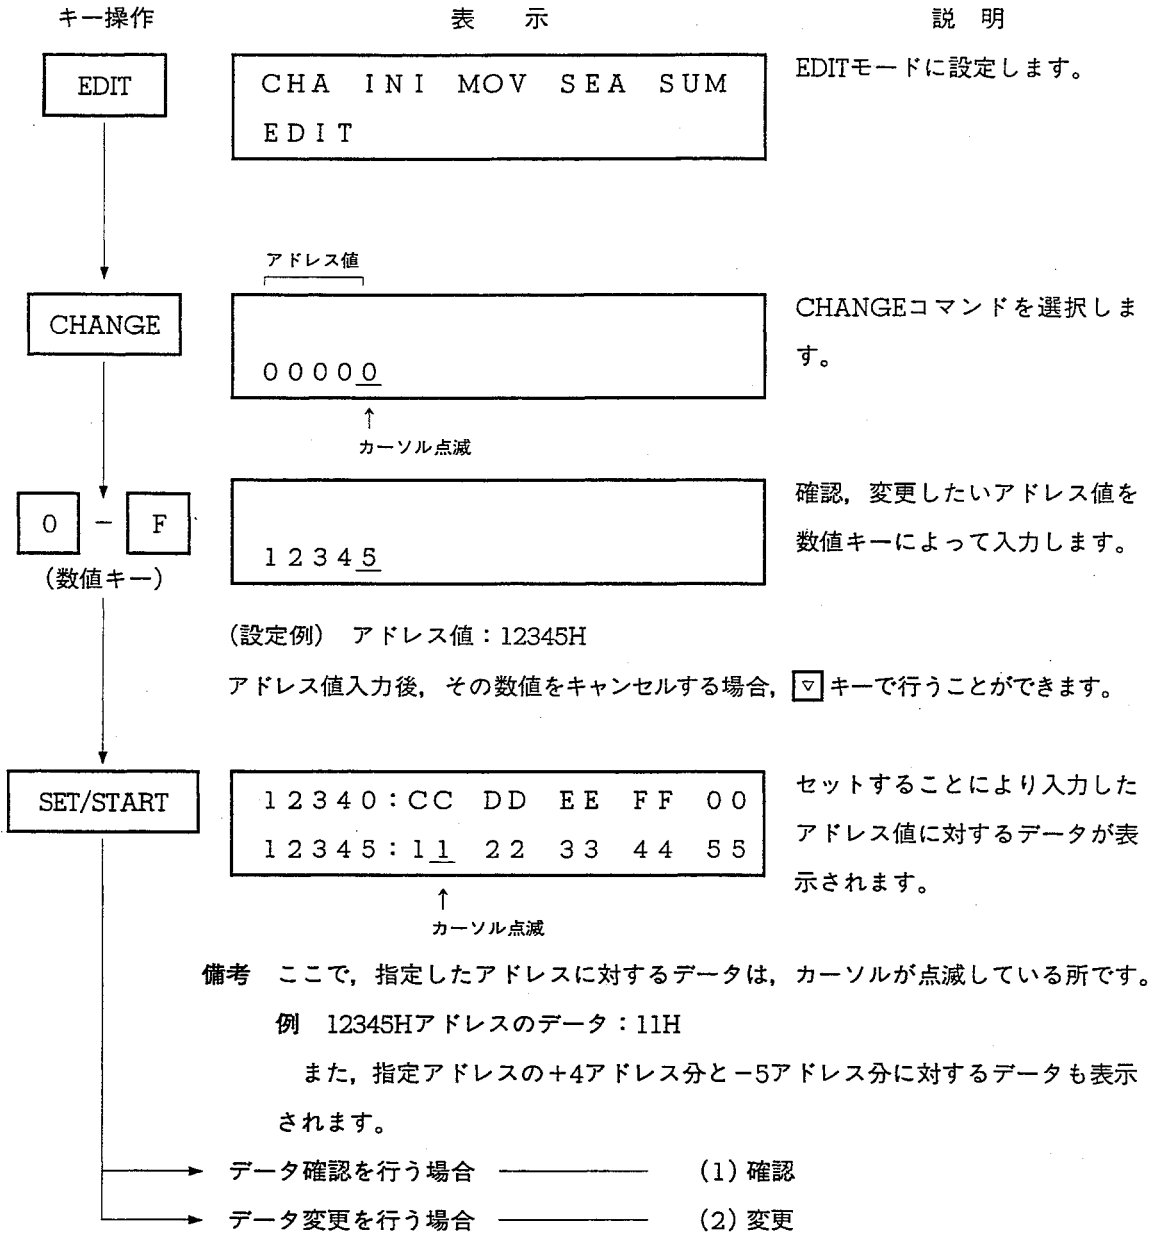 キー操作 表 示 説 明
EDIT
CHA INI MOV SEA SUM
EDIT
EDITモードに設定します。
アドレス値
CHANGE
00000
カーソル点滅
CHANGEコマンドを選択しま
す。
0 － F
(数値キー)
12345
確認，変更したいアドレス値を
数値キーによって入力します。
(設定例) アドレス値：12345H
アドレス値入力後，その数値をキャンセルする場合，▽キーで行うことができます。
SET/START
12340:CC DD EE FF 00
12345:11 22 33 44 55
カーソル点滅
セットすることにより入力した
アドレス値に対するデータが表
示されます。
備考 ここで，指定したアドレスに対するデータは，カーソルが点滅している所です。
例 12345Hアドレスのデータ：11H
また，指定アドレスの＋4アドレス分と－5アドレス分に対するデータも表示
されます。
データ確認を行う場合 ―――― (1) 確認
データ変更を行う場合 ―――― (2) 変更